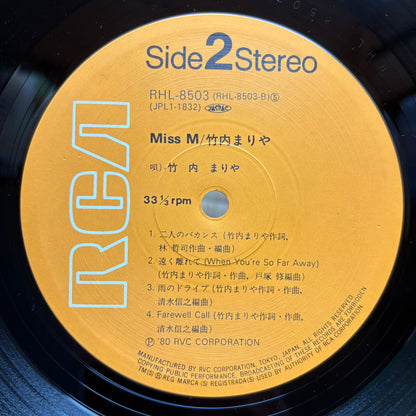 Side 2 Stereo
RHL-8503 (RHL-8503-B) Ⓢ
(JPL1-1832) JASRAC
RCA
Miss M/竹内まりや
唄) 竹 内 まりや
33 1/3 rpm
1. 二人のバカンス (竹内まりや作詞,
林 哲司作曲・編曲)
2. 遠く離れて (When You're So Far Away)
(竹内まりや作詞・作曲, 戸塚 修編曲)
3. 雨のドライブ (竹内まりや作詞・作曲,
清水信之編曲)
4. Farewell Call (竹内まりや作詞・作曲,
清水信之編曲)
Ⓟ '80 RVC CORPORATION
MANUFACTURED BY RVC CORPORATION, TOKYO, JAPAN. ALL RIGHTS RESERVED.
COPYING PUBLIC PERFORMANCE. BROADCASTING OF THESE RECORDS ARE PROHIBITED.
TM(S)® REG MARCA(S) REGISTRADA(S) USED BY AUTHORITY OF RCA CORPORATION.